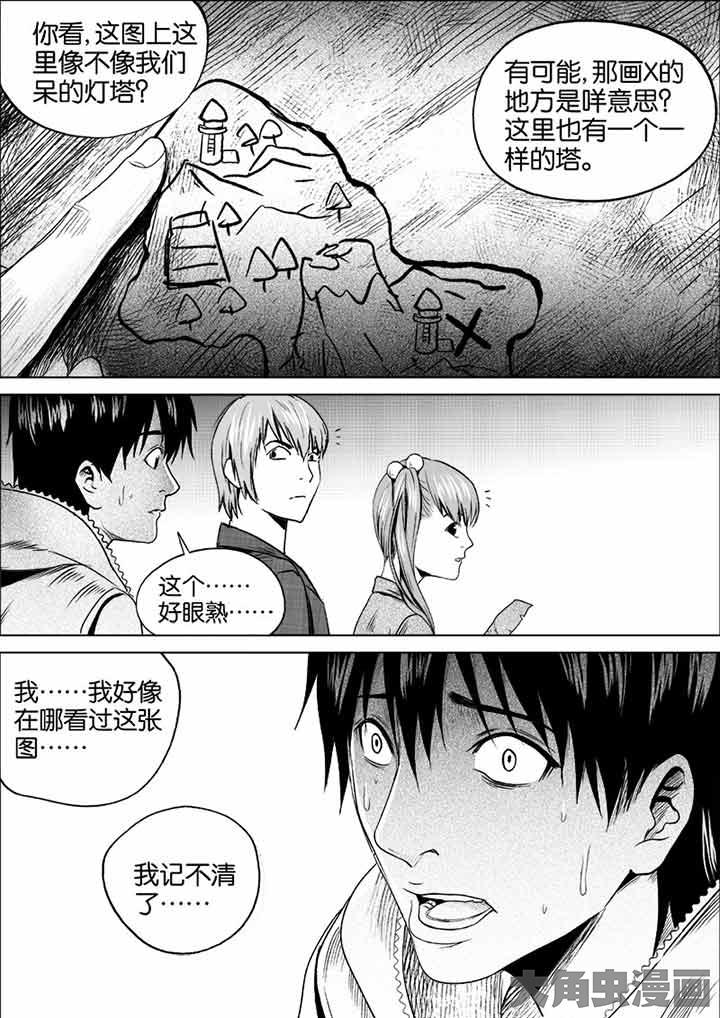 你看,这图上这
里像不像我们
呆的灯塔?
有可能,那画X的
地方是咩意思?
这里也有一个一
样的塔。
这个……
好眼熟……
我……我好像
在哪看过这张
图……
我记不清
了……
大角虫漫画